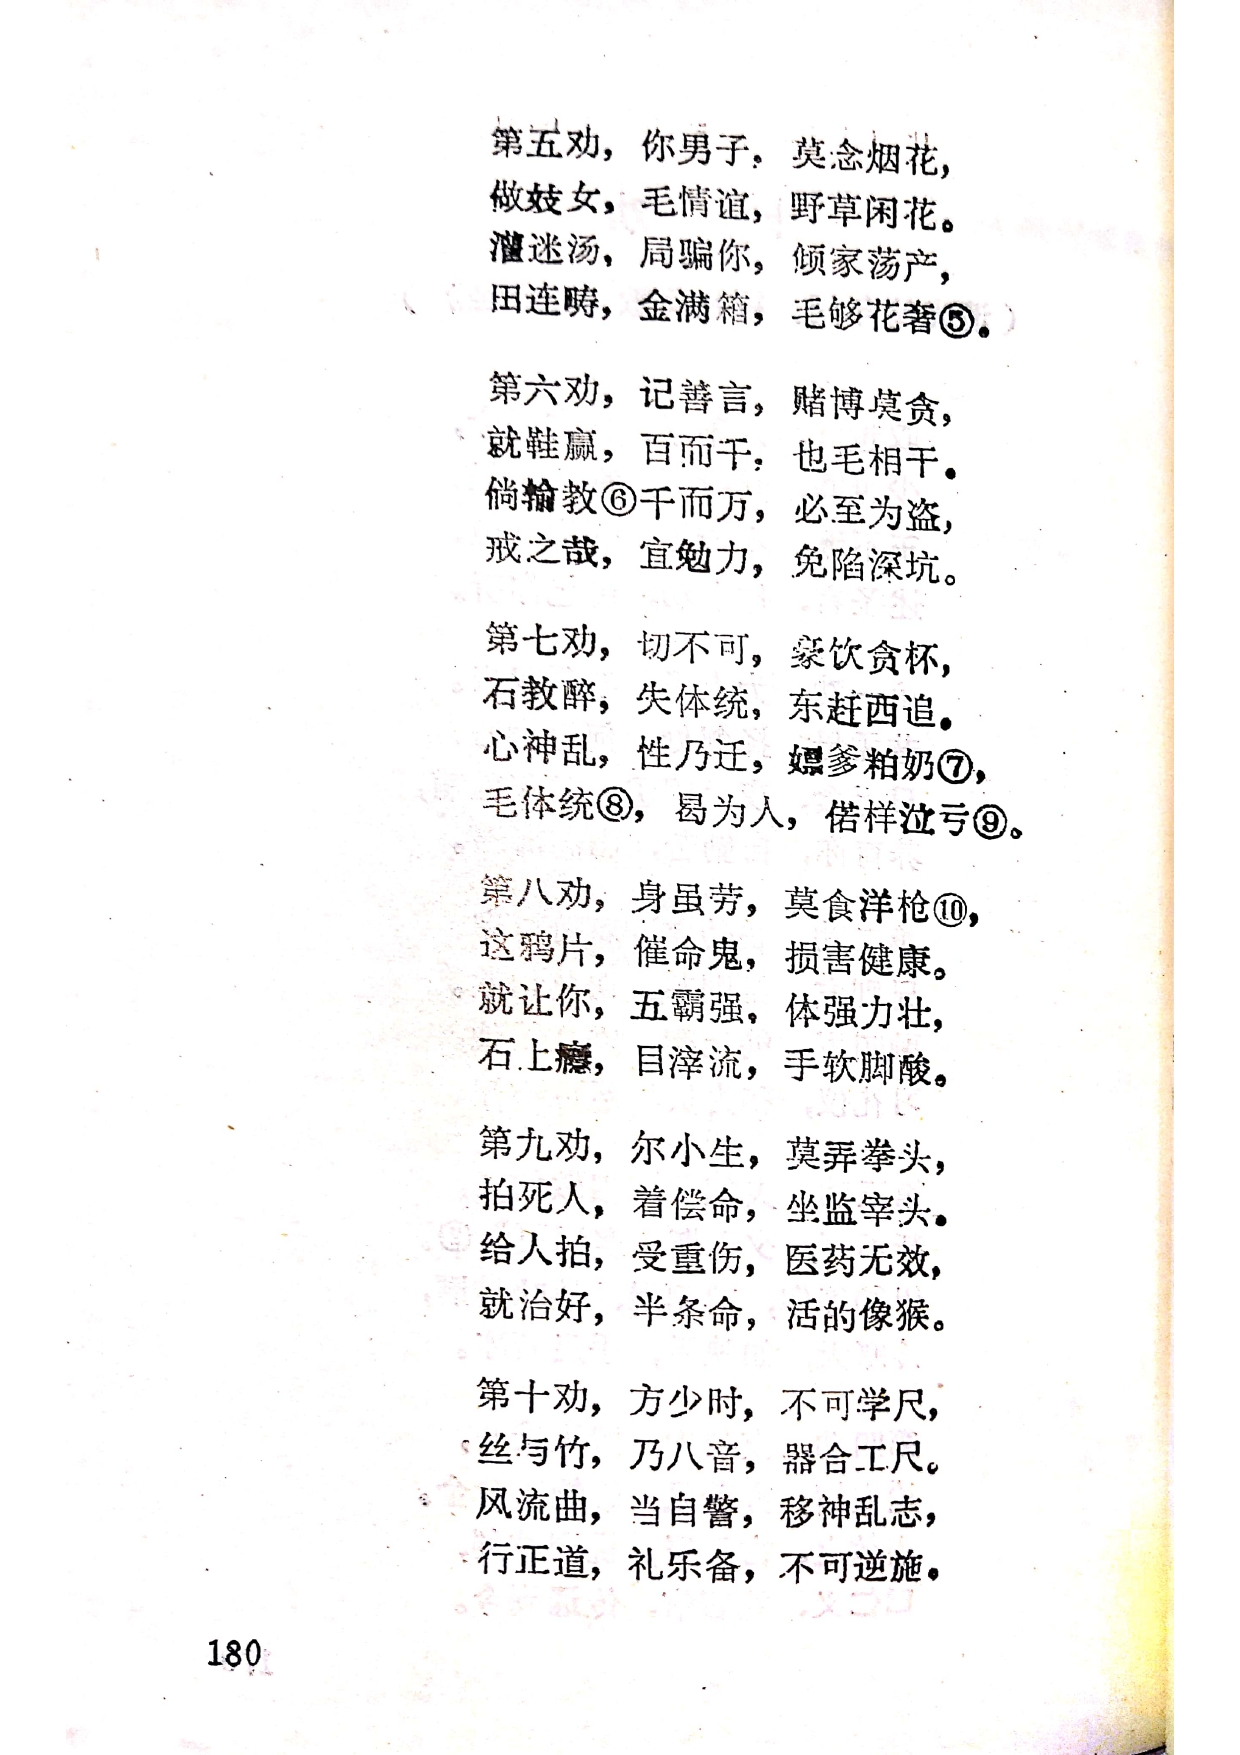 第五劝，你男子，莫念烟花，
做妓女，毛情谊，野草闲花。
灌迷汤，局骗你，倾家荡产，
田连畴，金满箱，毛够花奢⑤。
第六劝，记善言，赌博莫贪，
就鞋赢，百而千，也毛相干。
倘输教⑥千而万，必至为盗，
戒之哉，宜勉力，免陷深坑。
第七劝，切不可，豪饮贪杯，
石教醉，失体统，东赶西追。
心神乱，性乃迁，嫖爹粕奶⑦，
毛体统⑧，曷为人，偌样泣亏⑨。
第八劝，身虽劳，莫食洋枪⑩，
这鸦片，催命鬼，损害健康。
就让你，五霸强，体强力壮，
石上瘾，目滓流，手软脚酸。
第九劝，尔小生，莫弄拳头，
拍死人，着偿命，坐监宰头。
给人拍，受重伤，医药无效，
就治好，半条命，活的像猴。
第十劝，方少时，不可学尺，
丝与竹，乃八音，器合工尺。
风流曲，当自警，移神乱志，
行正道，礼乐备，不可逆施。
180